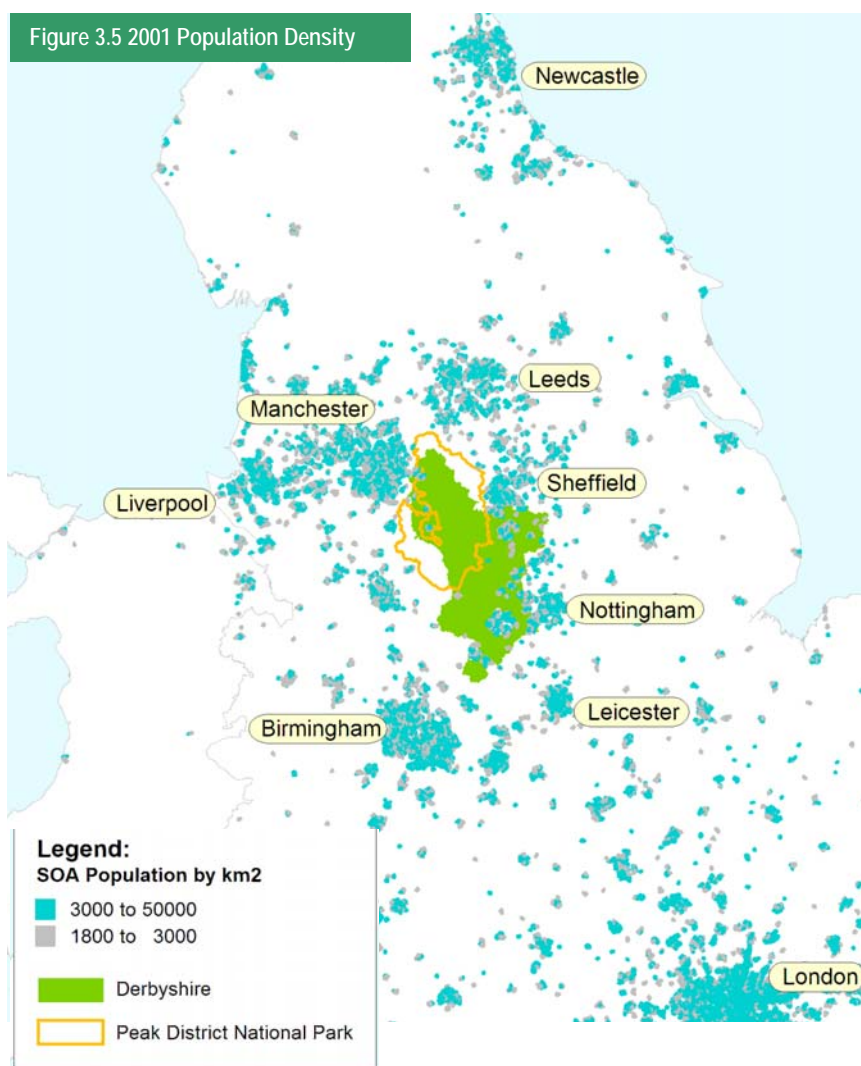 Figure 3.5 2001 Population Density
Newcastle
Leeds
Manchester
Sheffield
Liverpool
Nottingham
Leicester
Birmingham
Legend:
SOA Population by km2
3000 to 50000
1800 to 3000
Derbyshire
Peak District National Park
London